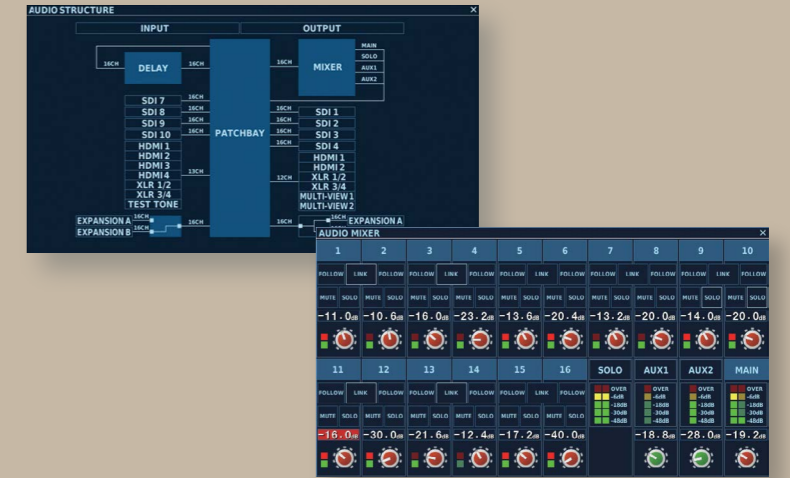 AUDIO STRUCTURE ×
INPUT OUTPUT
MAIN
SOLO
AUX1
AUX2
16CH DELAY 16CH 16CH MIXER
PATCHBAY
SDI 7 16CH
SDI 8 16CH
SDI 9 16CH
SDI 10 16CH
HDMI 1
HDMI 2
HDMI 3
HDMI4
XLR 1/2
XLR 3/4
TEST TONE
13CH
16CH SDI 1
16CH SDI 2
16CH SDI 3
16CH SDI 4
HDMI 1
HDMI 2
XLR 1/2
XLR 3/4
MULTI-VIEW 1
MULTI-VIEW 2
12CH
EXPANSION A 16CH
EXPANSION B 16CH
16CH
16CH
16CH EXPANSION A
AUDIO MIXER ×
1 2 3 4 5 6 7 8 9 10
FOLLOW LINK FOLLOW FOLLOW LINK FOLLOW FOLLOW LINK FOLLOW FOLLOW LINK FOLLOW FOLLOW LINK FOLLOW
MUTE SOLO MUTE SOLO MUTE SOLO MUTE SOLO MUTE SOLO MUTE SOLO MUTE SOLO MUTE SOLO MUTE SOLO MUTE SOLO
-11.0dB -10.6dB -16.0dB -23.2dB -13.6dB -20.4dB -13.2dB -20.0dB -14.0dB -20.0dB
11 12 13 14 15 16 SOLO AUX1 AUX2 MAIN
FOLLOW LINK FOLLOW FOLLOW LINK FOLLOW FOLLOW LINK FOLLOW
OVER OVER OVER OVER
-6dB -6dB -6dB -6dB
-18dB -18dB -18dB -18dB
-30dB -30dB -30dB -30dB
-48dB -48dB -48dB -48dB
MUTE SOLO MUTE SOLO MUTE SOLO MUTE SOLO MUTE SOLO MUTE SOLO
-16.0dB -30.0dB -21.6dB -12.4dB -17.2dB -40.0dB -18.8dB -28.0dB -19.2dB